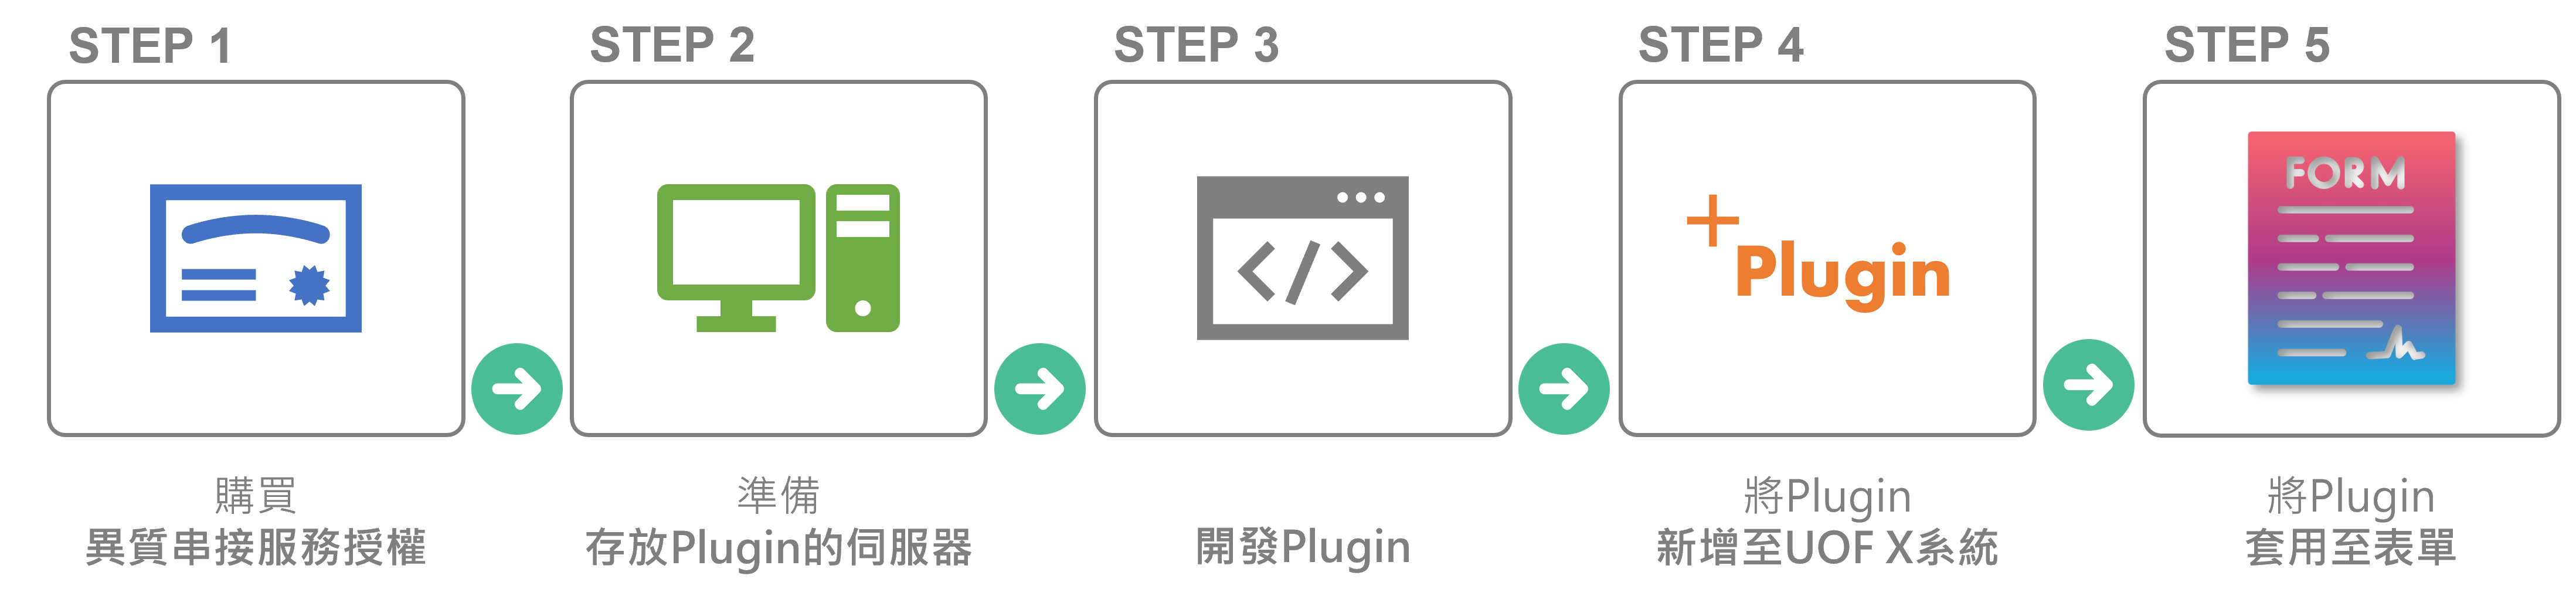 STEP 1
購買
異質串接服務授權
STEP 2
準備
存放Plugin的伺服器
STEP 3
開發Plugin
STEP 4
Plugin
將Plugin
新增至UOF X系統
STEP 5
FORM
將Plugin
套用至表單